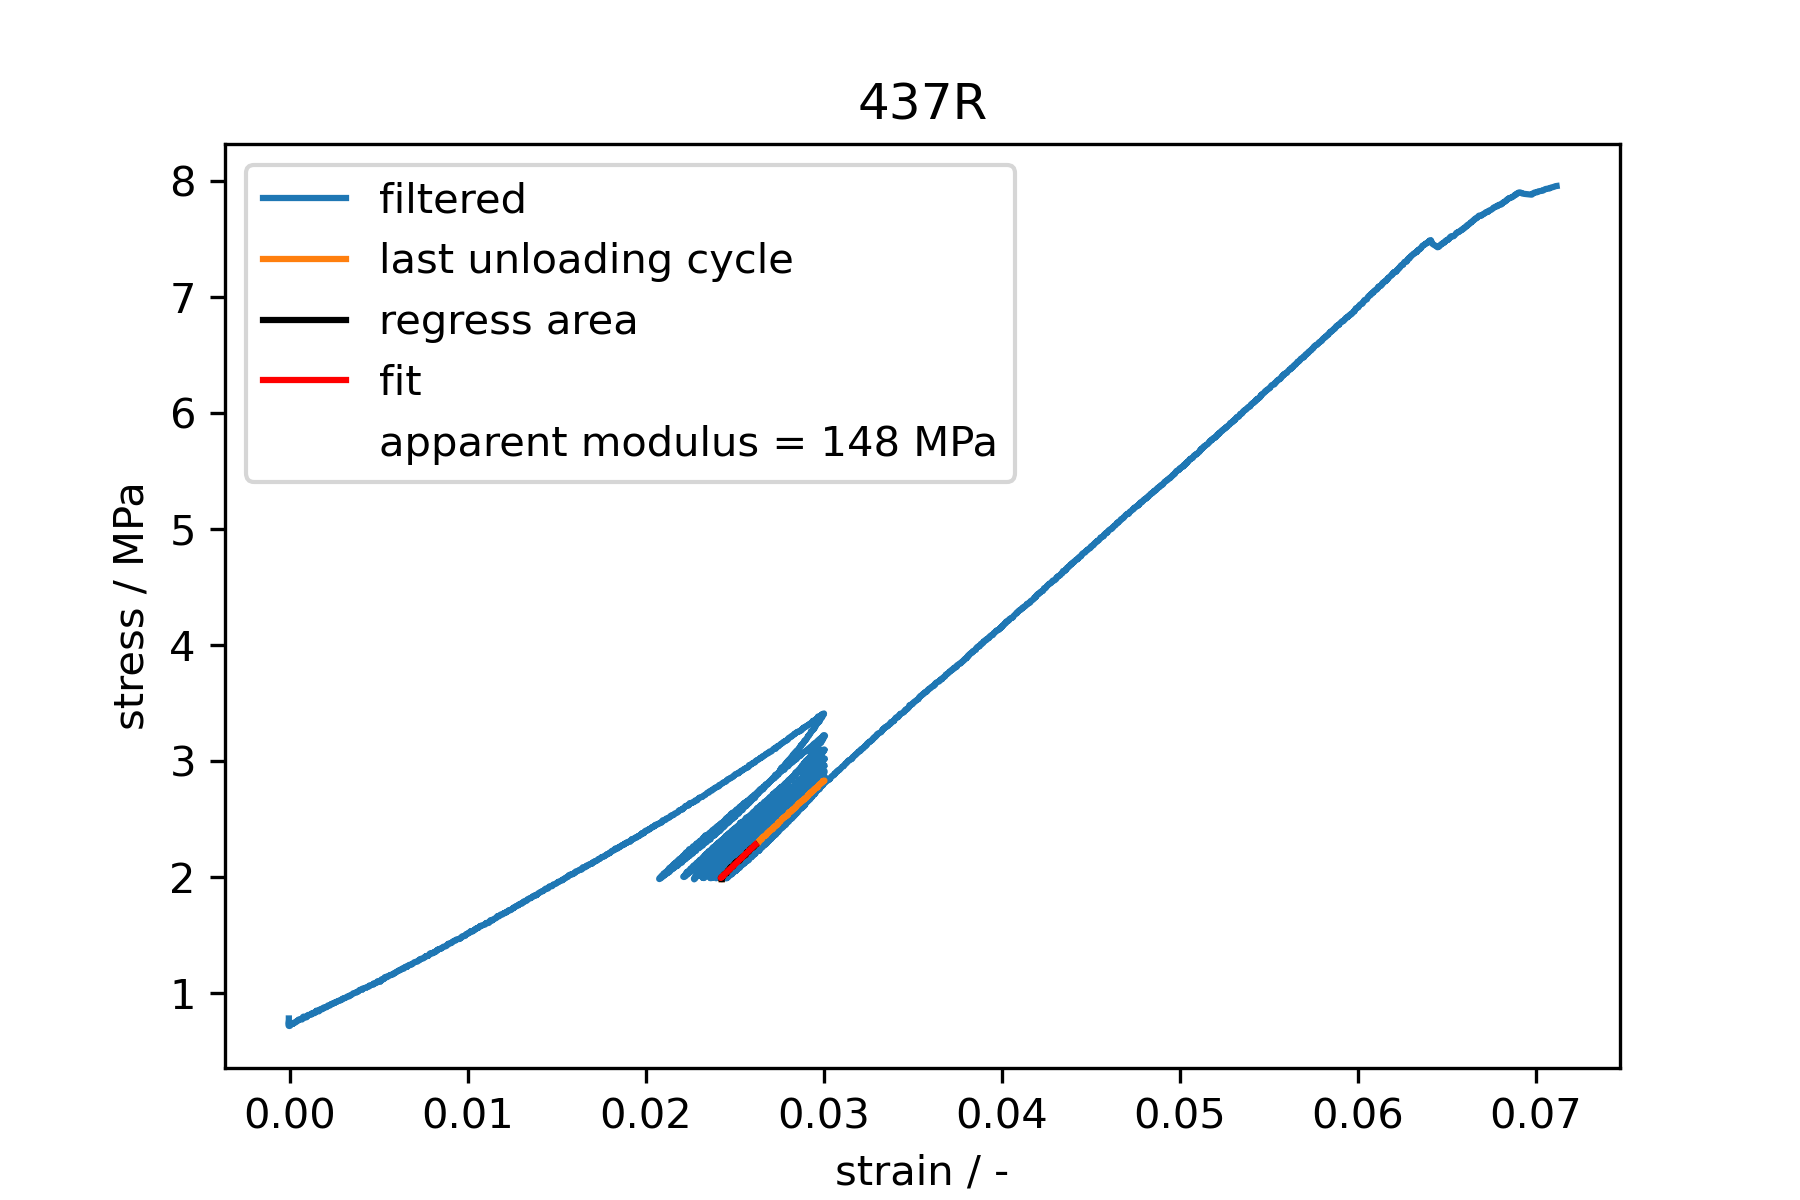 437R
8
7
6
5
4
3
2
1
stress / MPa
filtered
last unloading cycle
regress area
fit
apparent modulus = 148 MPa
0.00 0.01 0.02 0.03 0.04 0.05 0.06 0.07
strain / -